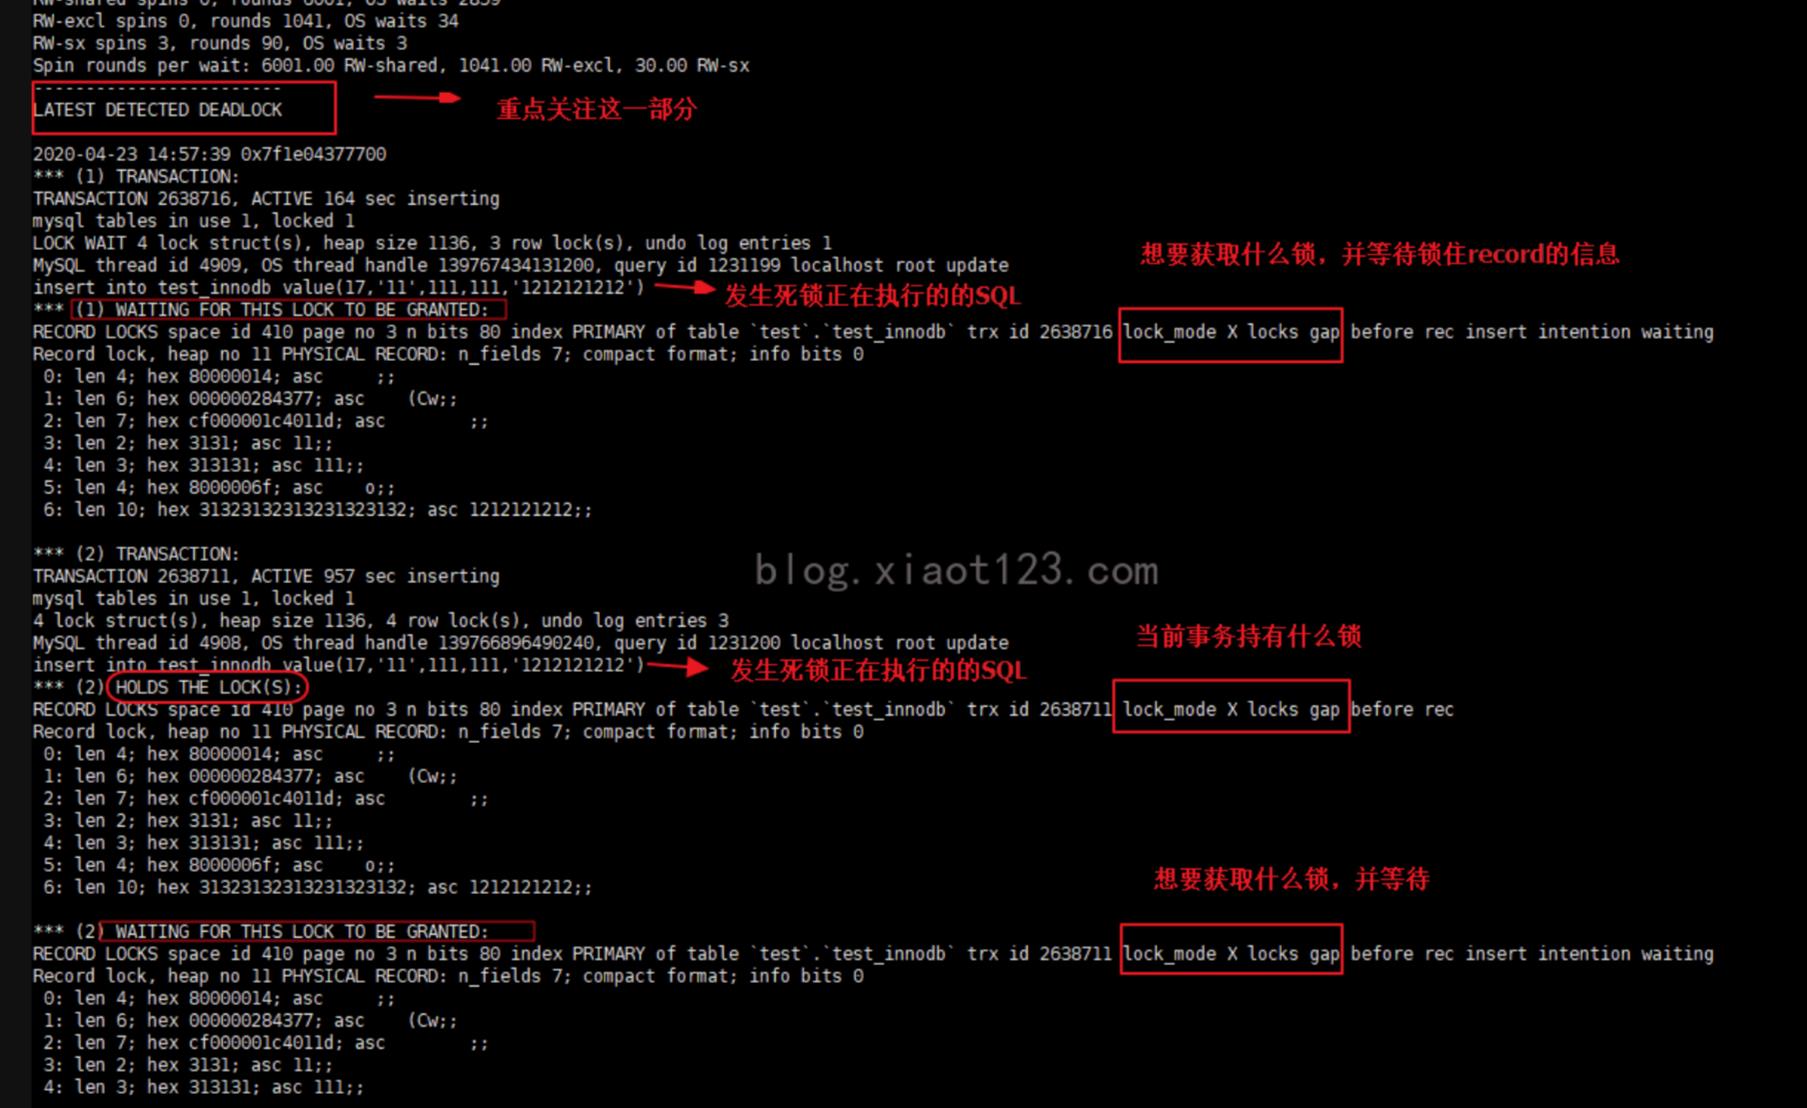 RW-shared spins 0, rounds 6001, OS waits 2859
RW-excl spins 0, rounds 1041, OS waits 34
RW-sx spins 3, rounds 90, OS waits 3
Spin rounds per wait: 6001.00 RW-shared, 1041.00 RW-excl, 30.00 RW-sx
------------------------
LATEST DETECTED DEADLOCK
重点关注这一部分
2020-04-23 14:57:39 0x7f1e04377700
*** (1) TRANSACTION:
TRANSACTION 2638716, ACTIVE 164 sec inserting
mysql tables in use 1, locked 1
LOCK WAIT 4 lock struct(s), heap size 1136, 3 row lock(s), undo log entries 1
想要获取什么锁，并等待锁住record的信息
MySQL thread id 4909, OS thread handle 139767434131200, query id 1231199 localhost root update
insert into test_innodb value(17,'11',111,111,'1212121212')
发生死锁正在执行的的SQL
*** (1) WAITING FOR THIS LOCK TO BE GRANTED:
RECORD LOCKS space id 410 page no 3 n bits 80 index PRIMARY of table `test`.`test_innodb` trx id 2638716 lock_mode X locks gap before rec insert intention waiting
Record lock, heap no 11 PHYSICAL RECORD: n_fields 7; compact format; info bits 0
0: len 4; hex 80000014; asc     ;;
1: len 6; hex 000000284377; asc    (Cw;;
2: len 7; hex cf000001c4011d; asc        ;;
3: len 2; hex 3131; asc 11;;
4: len 3; hex 313131; asc 111;;
5: len 4; hex 8000006f; asc    o;;
6: len 10; hex 31323132313231323132; asc 1212121212;;
*** (2) TRANSACTION:
blog.xiaot123.com
TRANSACTION 2638711, ACTIVE 957 sec inserting
mysql tables in use 1, locked 1
4 lock struct(s), heap size 1136, 4 row lock(s), undo log entries 3
当前事务持有什么锁
MySQL thread id 4908, OS thread handle 139766896490240, query id 1231200 localhost root update
insert into test_innodb value(17,'11',111,111,'1212121212')
发生死锁正在执行的的SQL
*** (2) HOLDS THE LOCK(S):
RECORD LOCKS space id 410 page no 3 n bits 80 index PRIMARY of table `test`.`test_innodb` trx id 2638711 lock_mode X locks gap before rec
Record lock, heap no 11 PHYSICAL RECORD: n_fields 7; compact format; info bits 0
0: len 4; hex 80000014; asc     ;;
1: len 6; hex 000000284377; asc    (Cw;;
2: len 7; hex cf000001c4011d; asc        ;;
3: len 2; hex 3131; asc 11;;
4: len 3; hex 313131; asc 111;;
5: len 4; hex 8000006f; asc    o;;
6: len 10; hex 31323132313231323132; asc 1212121212;;
想要获取什么锁，并等待
*** (2) WAITING FOR THIS LOCK TO BE GRANTED:
RECORD LOCKS space id 410 page no 3 n bits 80 index PRIMARY of table `test`.`test_innodb` trx id 2638711 lock_mode X locks gap before rec insert intention waiting
Record lock, heap no 11 PHYSICAL RECORD: n_fields 7; compact format; info bits 0
0: len 4; hex 80000014; asc     ;;
1: len 6; hex 000000284377; asc    (Cw;;
2: len 7; hex cf000001c4011d; asc        ;;
3: len 2; hex 3131; asc 11;;
4: len 3; hex 313131; asc 111;;